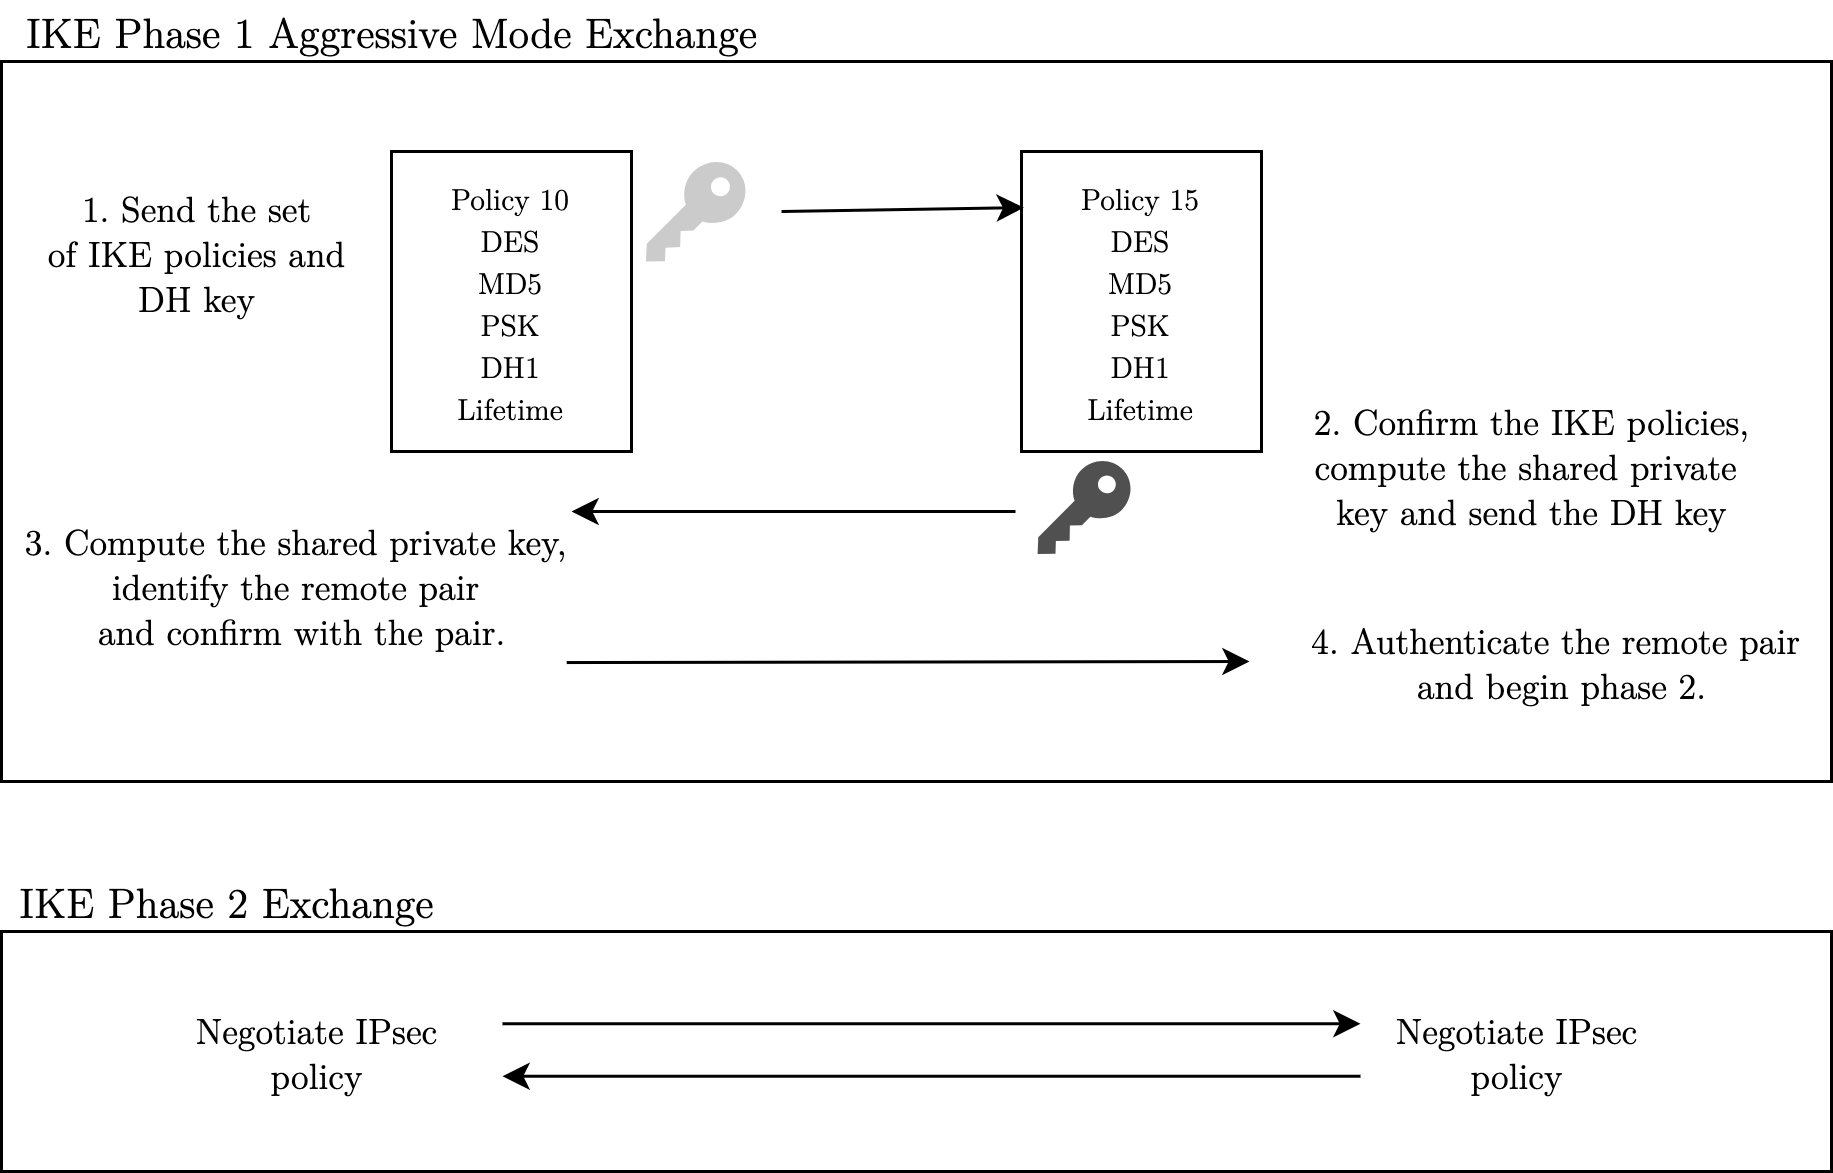 IKE Phase 1 Aggressive Mode Exchange
1. Send the set
of IKE policies and
DH key
Policy 10
DES
MD5
PSK
DH1
Lifetime
Policy 15
DES
MD5
PSK
DH1
Lifetime
2. Confirm the IKE policies,
compute the shared private
key and send the DH key
3. Compute the shared private key,
identify the remote pair
and confirm with the pair.
4. Authenticate the remote pair
and begin phase 2.
IKE Phase 2 Exchange
Negotiate IPsec
policy
Negotiate IPsec
policy